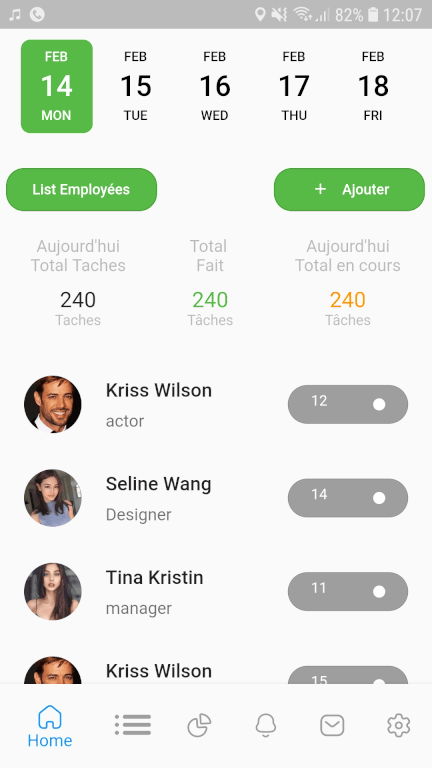 82% 12:07
FEB FEB FEB FEB FEB
14 15 16 17 18
MON TUE WED THU FRI
List Employées + Ajouter
Aujourd'hui Total Aujourd'hui
Total Taches Fait Total en cours
240 240 240
Taches Tâches Tâches
Kriss Wilson 12
actor
Seline Wang 14
Designer
Tina Kristin 11
manager
Kriss Wilson 15
Home